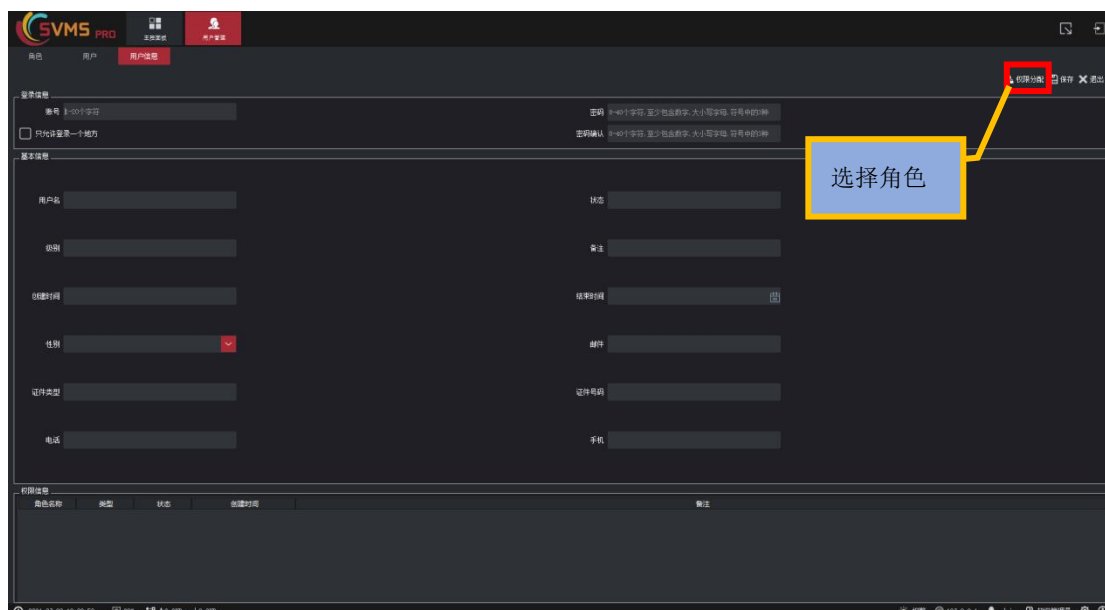 SVMS PRO 主控面板 用户管理
角色 用户 用户信息
权限分配 保存 退出
登录信息
账号 8-20个字符 密码 8-40个字符,至少包含数字,大小写字母,符号中的3种
只允许登录一个地方 密码确认 8-40个字符,至少包含数字,大小写字母,符号中的3种
选择角色
基本信息
用户名 状态
级别 备注
创建时间 结束时间
性别 邮件
证件类型 证件号码
电话 手机
权限信息
角色名称 类型 状态 创建时间 备注